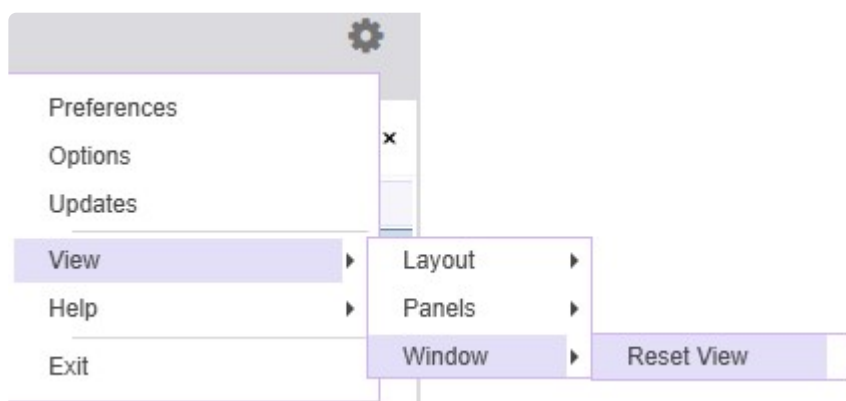 Preferences
Options
Updates
View
Help
Exit
Layout
Panels
Window
Reset View